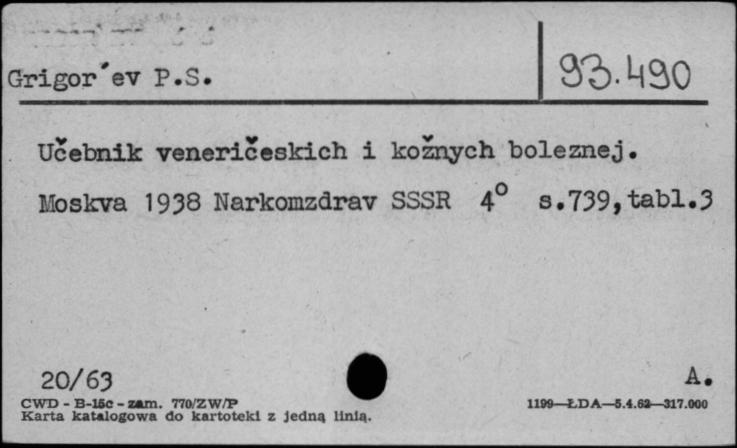 Grigor´ev P.S.
93.490
Učebnik veneričeskich i kožnych boleznej.
Moskva 1938 Narkomzdrav SSSR 4° s.739,tabl.3
20/63
A.
CWD - B-15c - zam. 770/ZW/P
1199—ŁDA—5.4.62—317.000
Karta katalogowa do kartoteki z jedną linią.